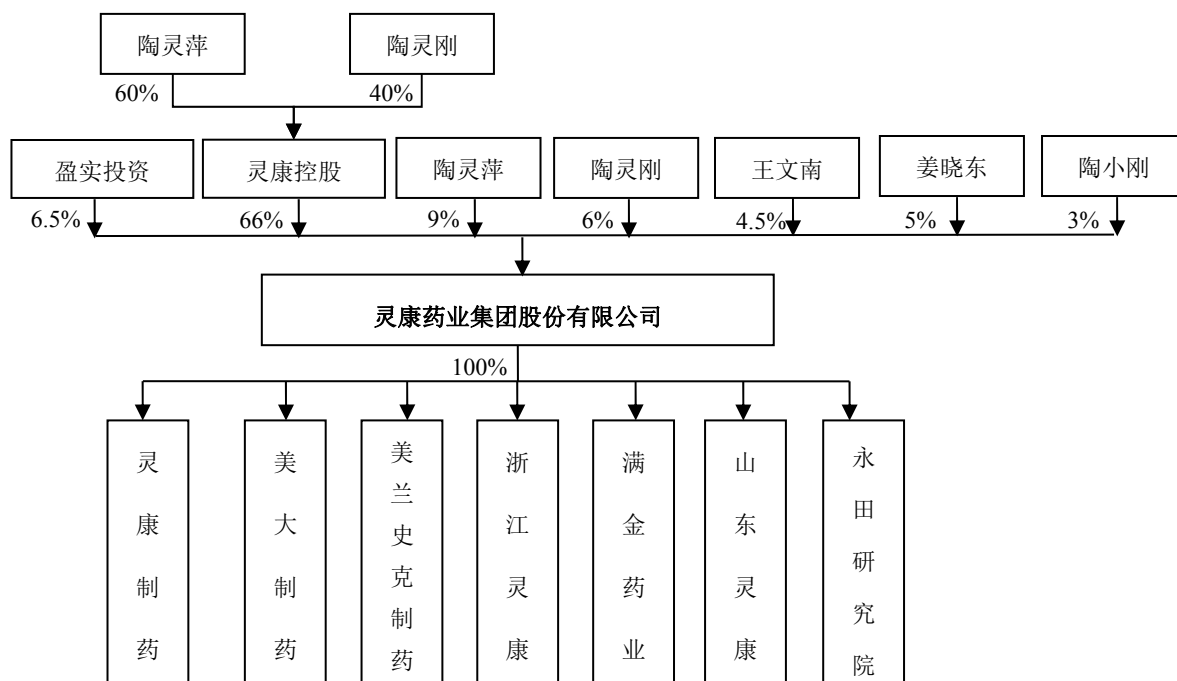 陶灵萍
陶灵刚
60%
40%
盈实投资
灵康控股
陶灵萍
陶灵刚
王文南
姜晓东
陶小刚
6.5%
66%
9%
6%
4.5%
5%
3%
灵康药业集团股份有限公司
100%
灵康制药
美大制药
美兰史克制药
浙江灵康
满金药业
山东灵康
永田研究院